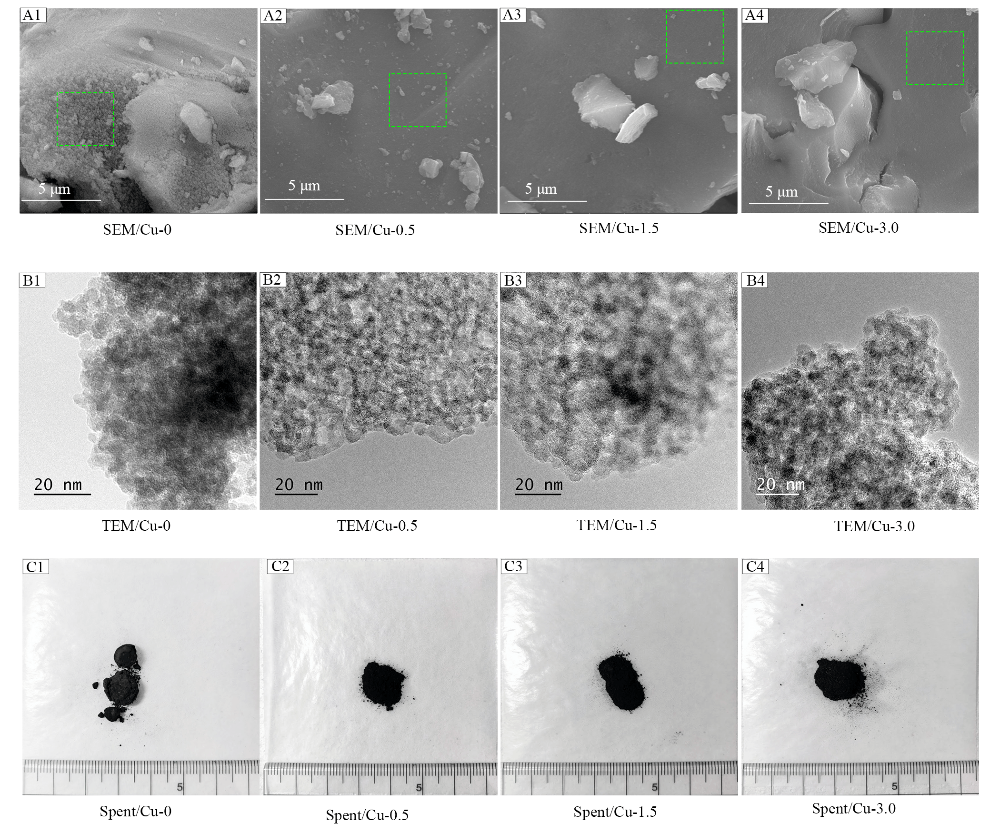 A1
A2
A3
A4
5 μm
5 μm
5 μm
5 μm
SEM/Cu-0
SEM/Cu-0.5
SEM/Cu-1.5
SEM/Cu-3.0
B1
B2
B3
B4
20 nm
20 nm
20 nm
20 nm
TEM/Cu-0
TEM/Cu-0.5
TEM/Cu-1.5
TEM/Cu-3.0
C1
C2
C3
C4
5
5
5
5
Spent/Cu-0
Spent/Cu-0.5
Spent/Cu-1.5
Spent/Cu-3.0